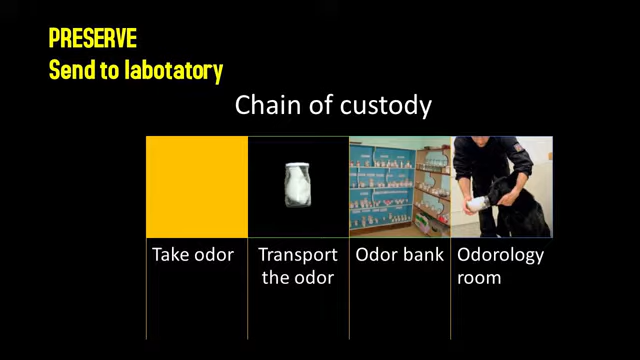 PRESERVE
Send to labotatory
Chain of custody
Take odor
Transport
the odor
Odor bank
Odorology
room